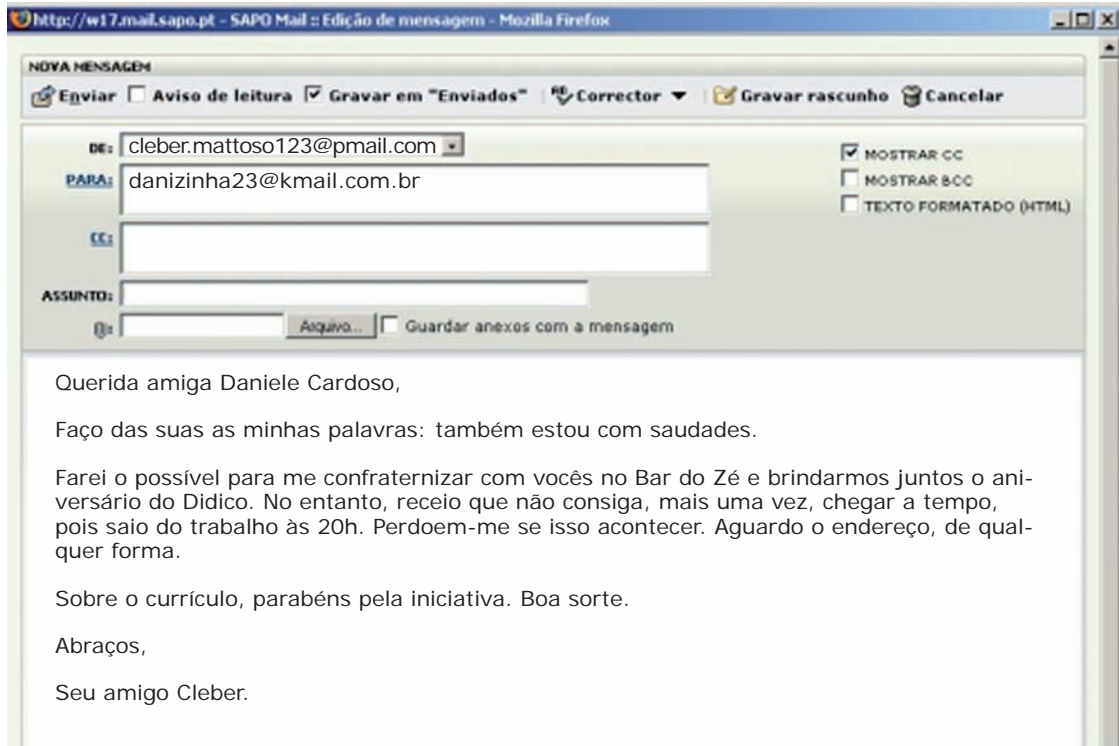 http://w17.mail.sapo.pt - SAPO Mail :: Edição de mensagem - Mozilla Firefox
NOVA MENSAGEM
Enviar Aviso de leitura Gravar em "Enviados" Corrector Gravar rascunho Cancelar
DE: cleber.mattoso123@pmail.com
MOSTRAR CC
PARA: danizinha23@kmail.com.br
MOSTRAR BCC
TEXTO FORMATADO (HTML)
CC:
ASSUNTO:
Arquivo... Guardar anexos com a mensagem
Querida amiga Daniele Cardoso,
Faço das suas as minhas palavras: também estou com saudades.
Farei o possível para me confraternizar com vocês no Bar do Zé e brindarmos juntos o ani-
versário do Didico. No entanto, receio que não consiga, mais uma vez, chegar a tempo,
pois saio do trabalho às 20h. Perdoem-me se isso acontecer. Aguardo o endereço, de qual-
quer forma.
Sobre o currículo, parabéns pela iniciativa. Boa sorte.
Abraços,
Seu amigo Cleber.